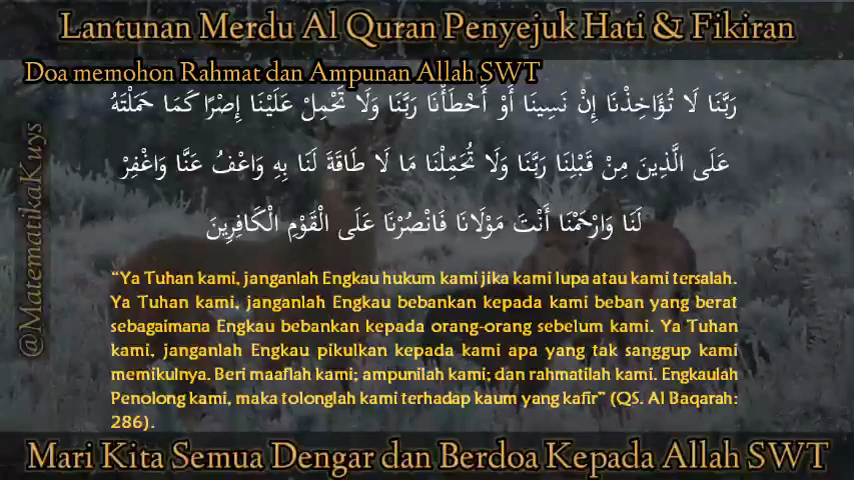 Lantunan Merdu Al Quran Penyejuk Hati & Fikiran
Doa memohon Rahmat dan Ampunan Allah SWT
رَبَّنَا لَا تُؤَاخِذْنَا إِنْ نَسِينَا أَوْ أَخْطَأْنَا رَبَّنَا وَلَا تَحْمِلْ عَلَيْنَا إِصْرًا كَمَا حَمَلْتَهُ
عَلَى الَّذِينَ مِنْ قَبْلِنَا رَبَّنَا وَلَا تُحَمِّلْنَا مَا لَا طَاقَةَ لَنَا بِهِ وَاعْفُ عَنَّا وَاغْفِرْ
لَنَا وَارْحَمْنَا أَنْتَ مَوْلَانَا فَانْصُرْنَا عَلَى الْقَوْمِ الْكَافِرِينَ
“Ya Tuhan kami, janganlah Engkau hukum kami jika kami lupa atau kami tersalah.
Ya Tuhan kami, janganlah Engkau bebankan kepada kami beban yang berat
sebagaimana Engkau bebankan kepada orang-orang sebelum kami. Ya Tuhan
kami, janganlah Engkau pikulkan kepada kami apa yang tak sanggup kami
memikulnya. Beri maaflah kami; ampunilah kami; dan rahmatilah kami. Engkaulah
Penolong kami, maka tolonglah kami terhadap kaum yang kafir” (QS. Al Baqarah:
286).
@MatematikaKuys
Mari Kita Semua Dengar dan Berdoa Kepada Allah SWT